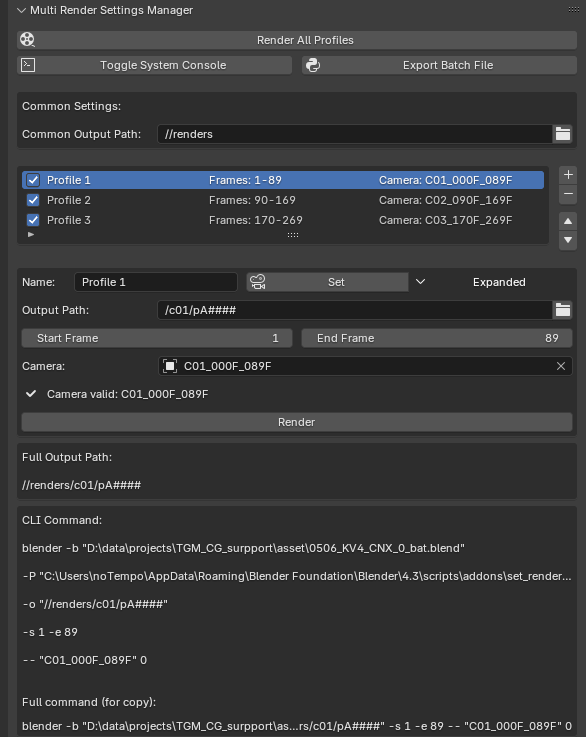 Multi Render Settings Manager
Render All Profiles
Toggle System Console Export Batch File
Common Settings:
Common Output Path: //renders
Profile 1 Frames: 1-89 Camera: C01_000F_089F
Profile 2 Frames: 90-169 Camera: C02_090F_169F
Profile 3 Frames: 170-269 Camera: C03_170F_269F
Name: Profile 1 Set Expanded
Output Path: /c01/pA####
Start Frame 1 End Frame 89
Camera: C01_000F_089F
Camera valid: C01_000F_089F
Render
Full Output Path:
//renders/c01/pA####
CLI Command:
blender -b "D:\data\projects\TGM_CG_surpport\asset\0506_KV4_CNX_0_bat.blend"
-P "C:\Users\noTempo\AppData\Roaming\Blender Foundation\Blender\4.3\scripts\addons\set_render...
-o "//renders/c01/pA####"
-s 1 -e 89
-- "C01_000F_089F" 0
Full command (for copy):
blender -b "D:\data\projects\TGM_CG_surpport\as...rs/c01/pA####" -s 1 -e 89 -- "C01_000F_089F" 0